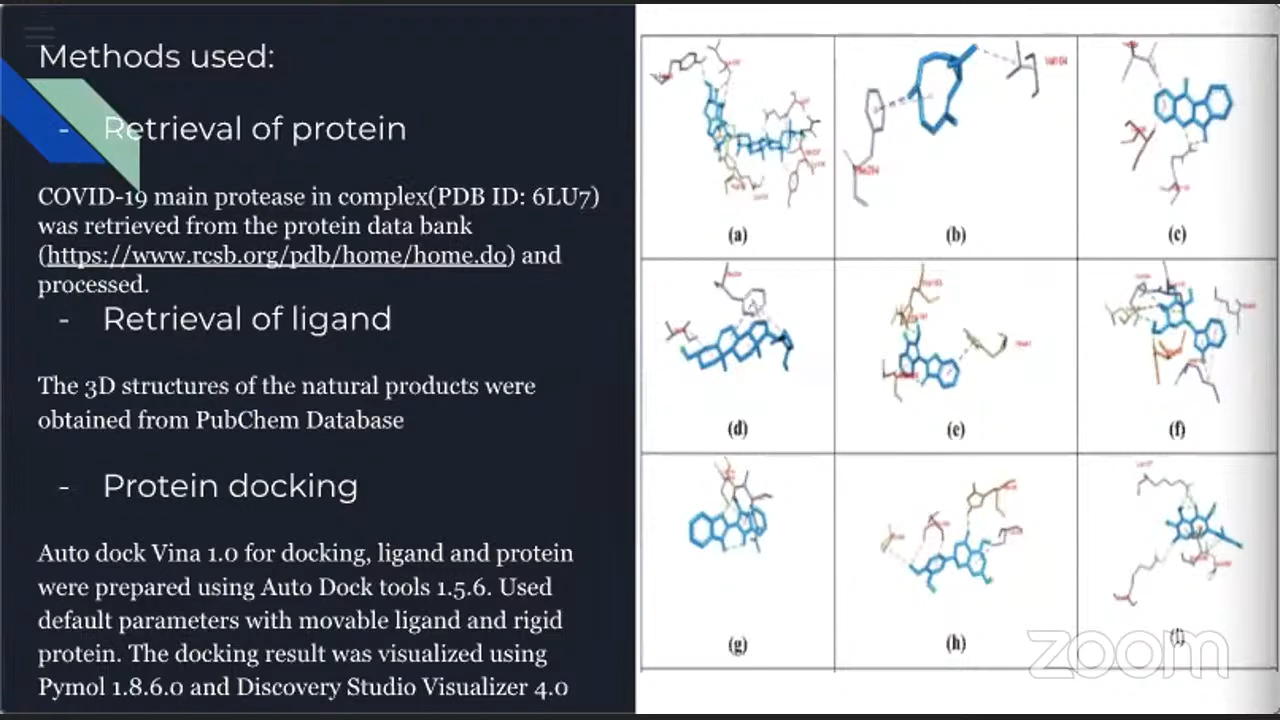 Methods used:
- Retrieval of protein
COVID-19 main protease in complex(PDB ID: 6LU7)
was retrieved from the protein data bank
(https://www.rcsb.org/pdb/home/home.do) and
processed.
- Retrieval of ligand
The 3D structures of the natural products were
obtained from PubChem Database
- Protein docking
Auto dock Vina 1.0 for docking, ligand and protein
were prepared using Auto Dock tools 1.5.6. Used
default parameters with movable ligand and rigid
protein. The docking result was visualized using
Pymol 1.8.6.0 and Discovery Studio Visualizer 4.0
(a) (b) (c)
(d) (e) (f)
(g) (h) (i)
zoom